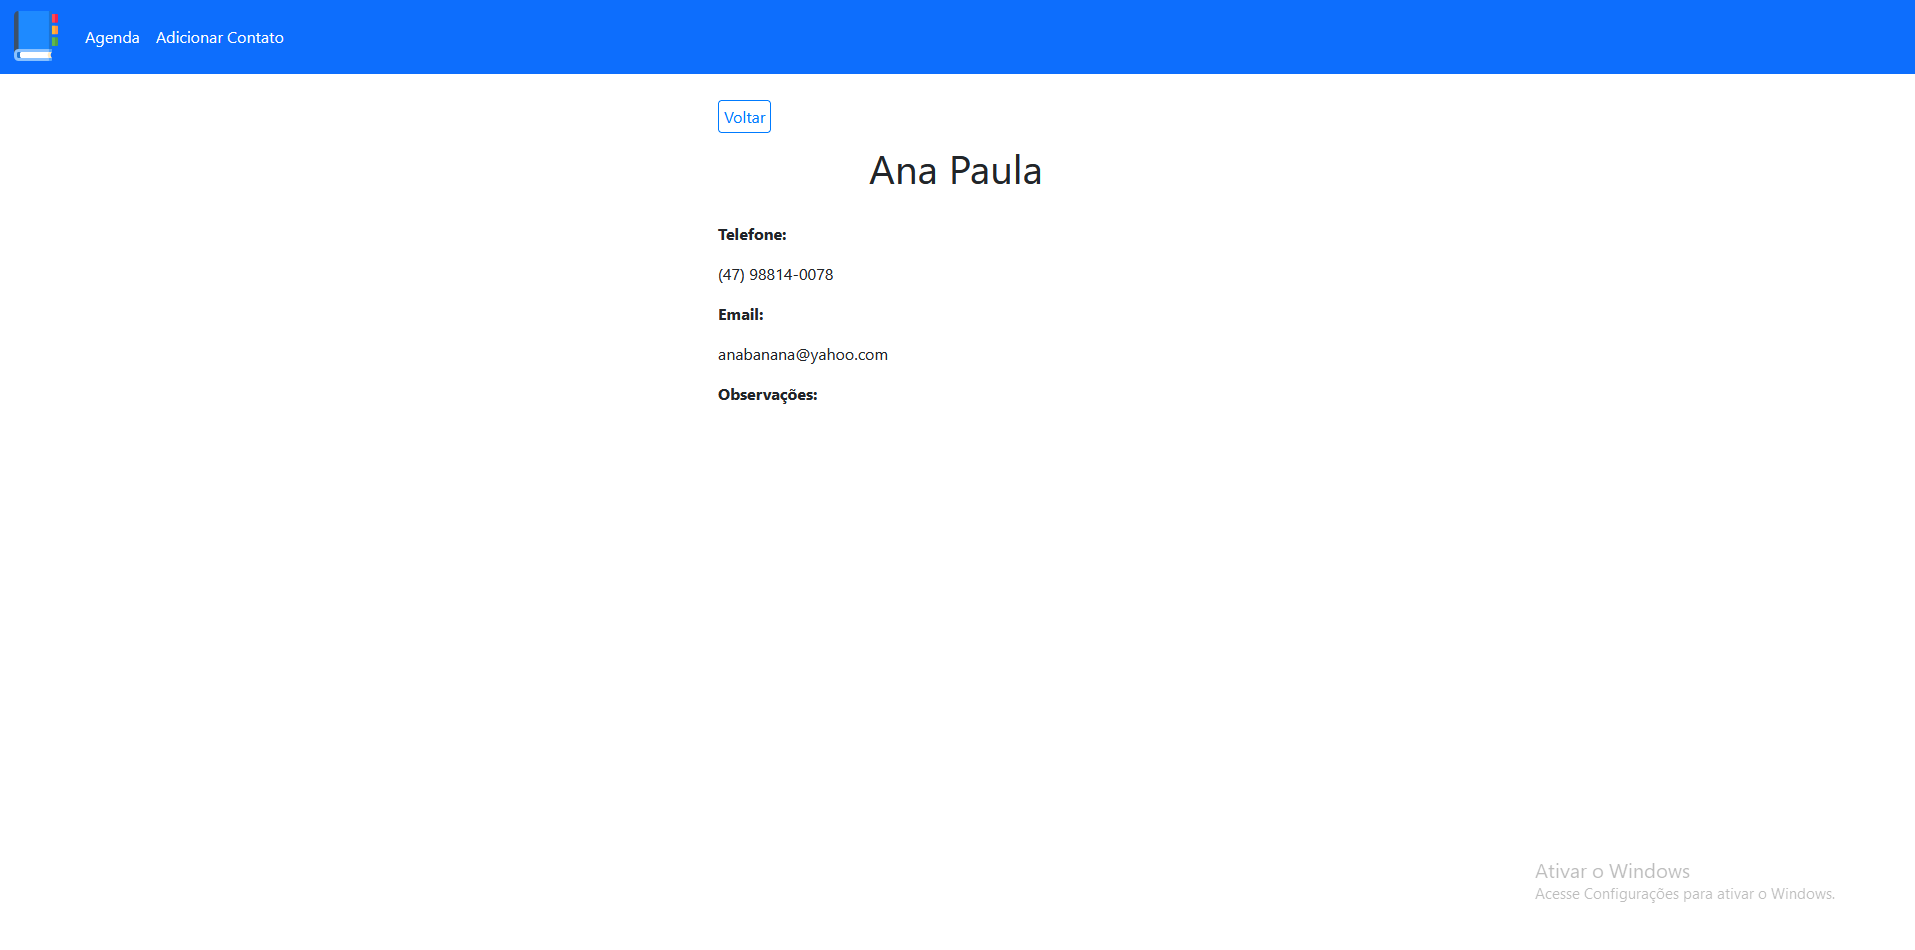 Agenda Adicionar Contato
Voltar
Ana Paula
Telefone:
(47) 98814-0078
Email:
anabanana@yahoo.com
Observações:
Ativar o Windows
Acesse Configurações para ativar o Windows.